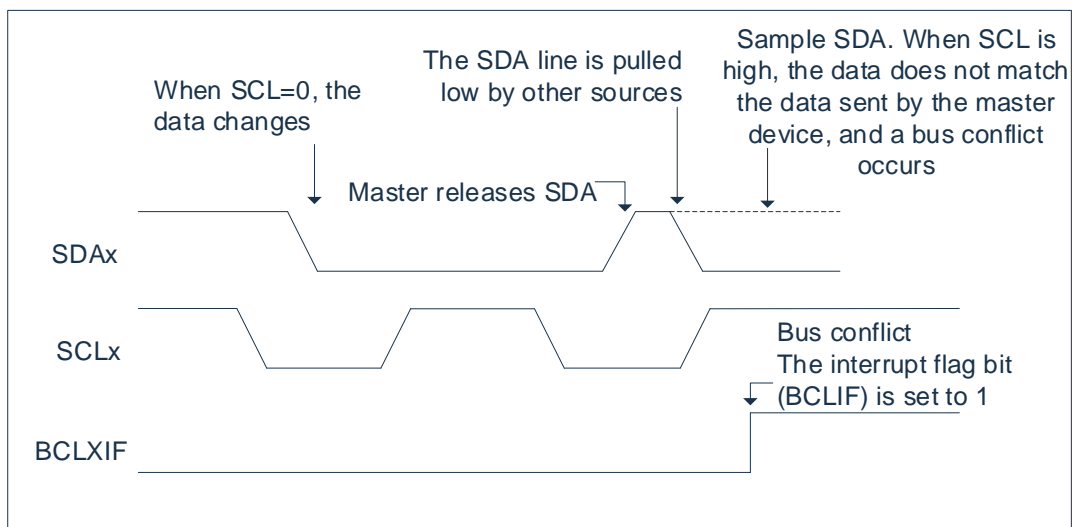 When SCL=0, the
data changes
The SDA line is pulled
low by other sources
Sample SDA. When SCL is
high, the data does not match
the data sent by the master
device, and a bus conflict
occurs
Master releases SDA
SDAx
SCLx
Bus conflict
The interrupt flag bit
(BCLIF) is set to 1
BCLXIF